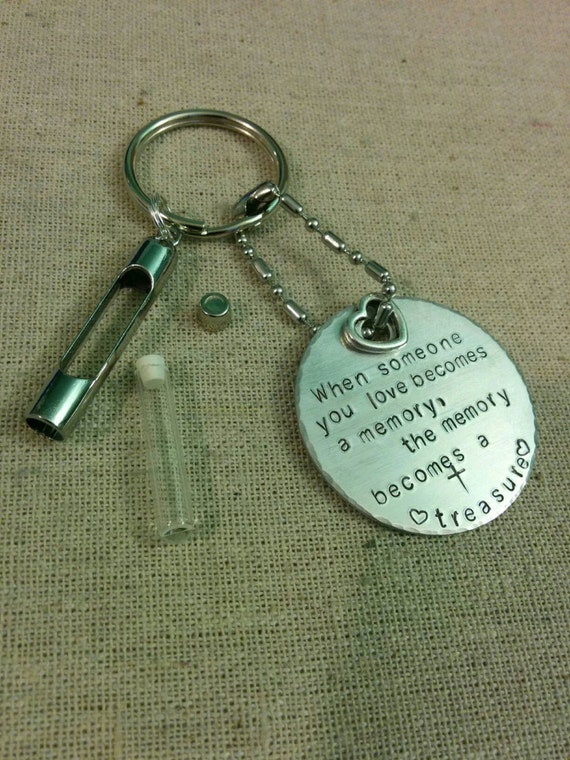 When someone
you love becomes
a memory,
the memory
becomes a
treasure